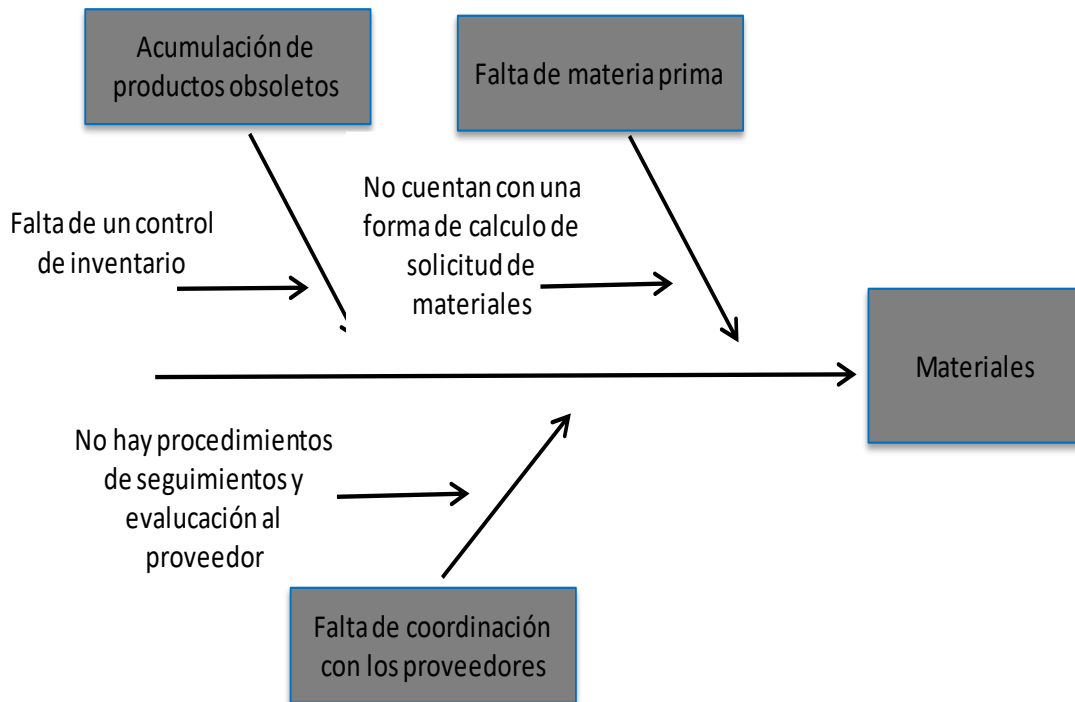 Acumulación de
productos obsoletos
Falta de materia prima
Falta de un control
de inventario
No cuentan con una
forma de calculo de
solicitud de
materiales
Materiales
No hay procedimientos
de seguimientos y
evalucación al
proveedor
Falta de coordinación
con los proveedores